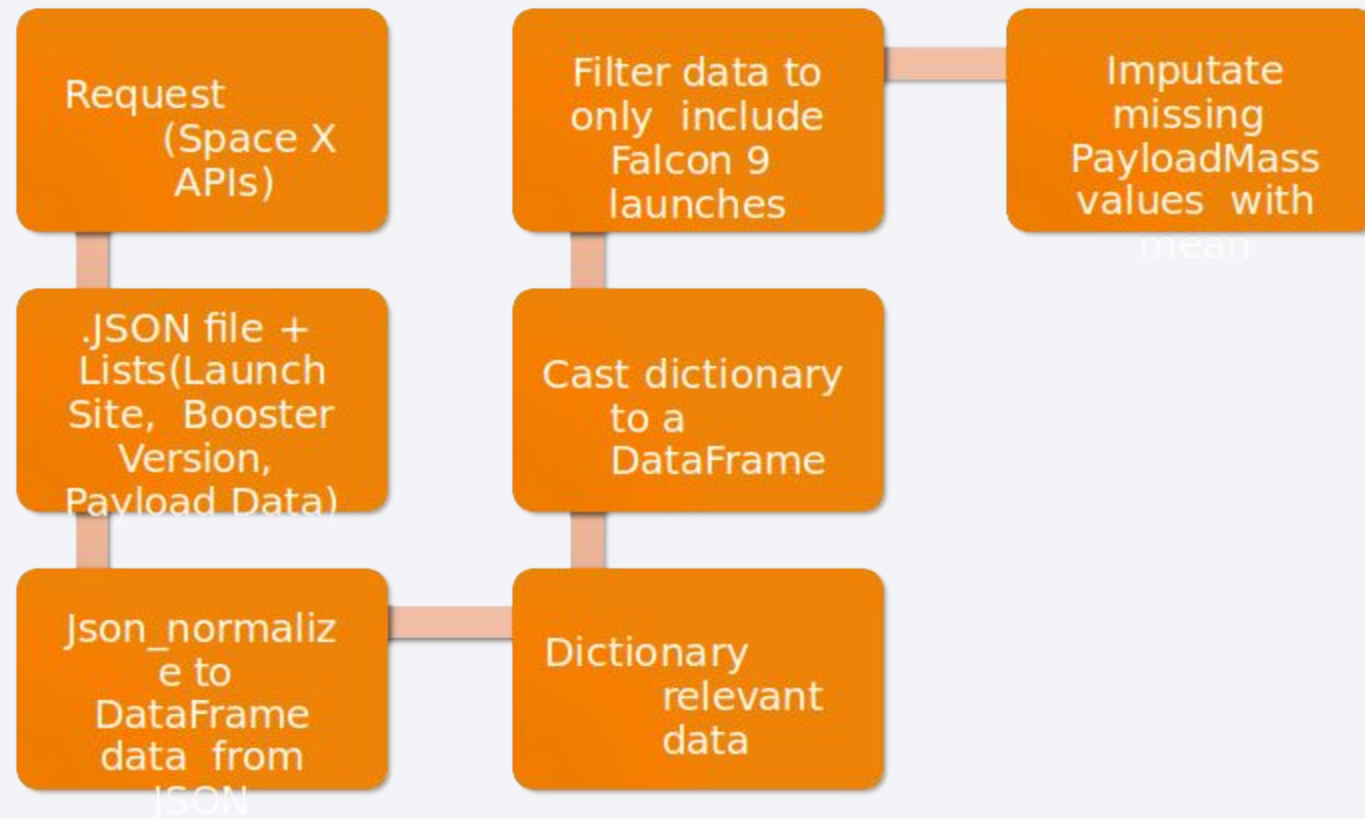 Request
(Space X
APIs)
.JSON file +
Lists(Launch
Site,  Booster
Version,
Payload Data)
Json_normaliz
e to
DataFrame
data  from
JSON
Dictionary
relevant
data
Cast dictionary
to a
DataFrame
Filter data to
only  include
Falcon 9
launches
Imputate
missing
PayloadMass
values  with
mean